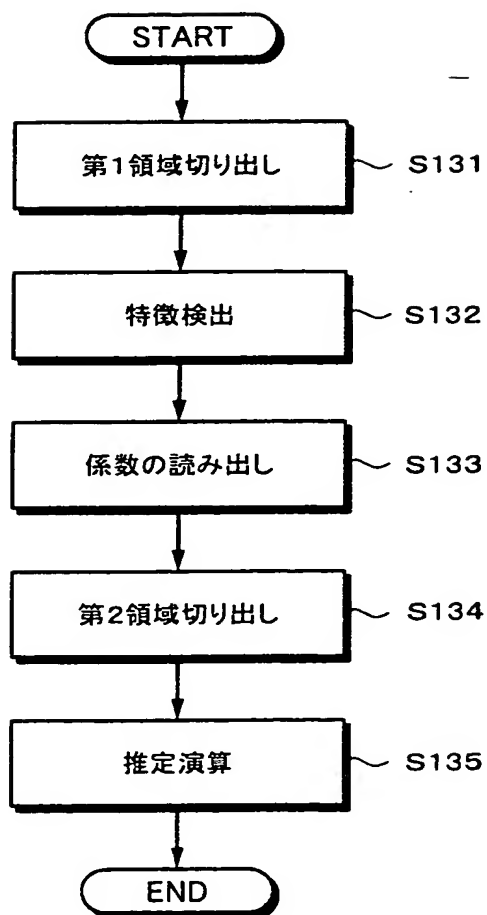 START
第1領域切り出し
S131
特徴検出
S132
係数の読み出し
S133
第2領域切り出し
S134
推定演算
S135
END